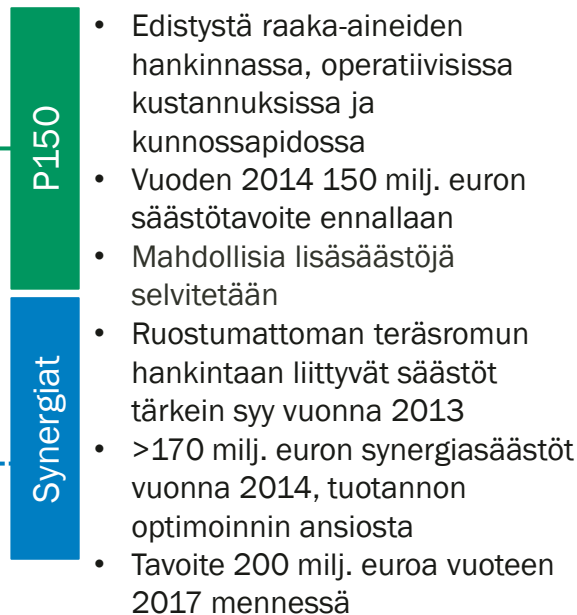 P150
• Edistystä raaka-aineiden
hankinnassa, operatiivisissa
kustannuksissa ja
kunnossapidossa
• Vuoden 2014 150 milj. euron
säästötavoite ennallaan
• Mahdollisia lisäsäästöjä
selvitetään
Synergiat
• Ruostumattoman teräsromun
hankintaan liittyvät säästöt
tärkein syy vuonna 2013
• >170 milj. euron synergiasäästöt
vuonna 2014, tuotannon
optimoinnin ansiosta
• Tavoite 200 milj. euroa vuoteen
2017 mennessä